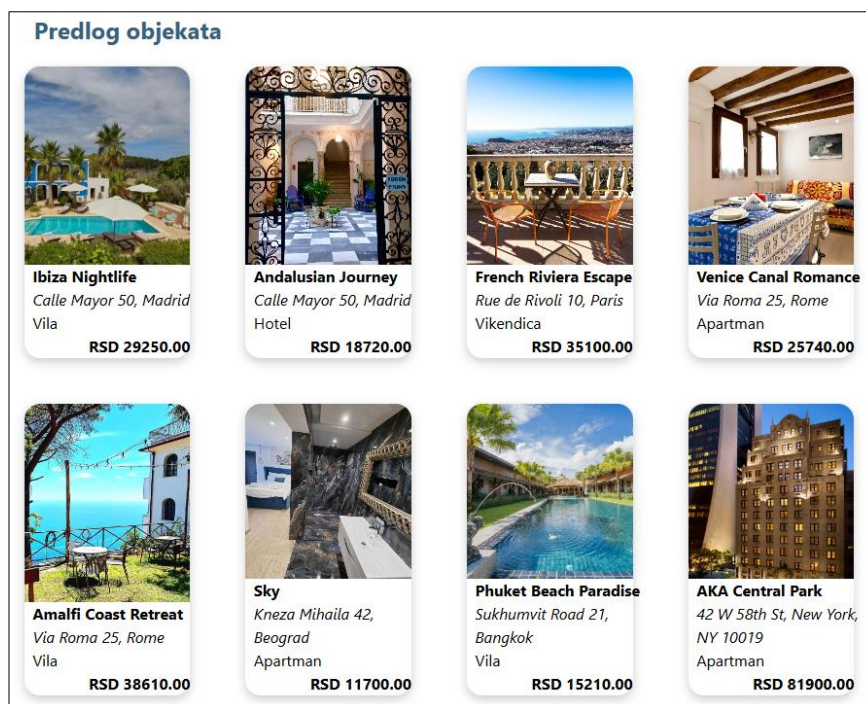 Predlog objekata
Ibiza Nightlife
Calle Mayor 50, Madrid
Vila
RSD 29250.00
Andalusian Journey
Calle Mayor 50, Madrid
Hotel
RSD 18720.00
French Riviera Escape
Rue de Rivoli 10, Paris
Vikendica
RSD 35100.00
Venice Canal Romance
Via Roma 25, Rome
Apartman
RSD 25740.00
Amalfi Coast Retreat
Via Roma 25, Rome
Vila
RSD 38610.00
Sky
Kneza Mihaila 42,
Beograd
Apartman
RSD 11700.00
Phuket Beach Paradise
Sukhumvit Road 21,
Bangkok
Vila
RSD 15210.00
AKA Central Park
42 W 58th St, New York,
NY 10019
Apartman
RSD 81900.00